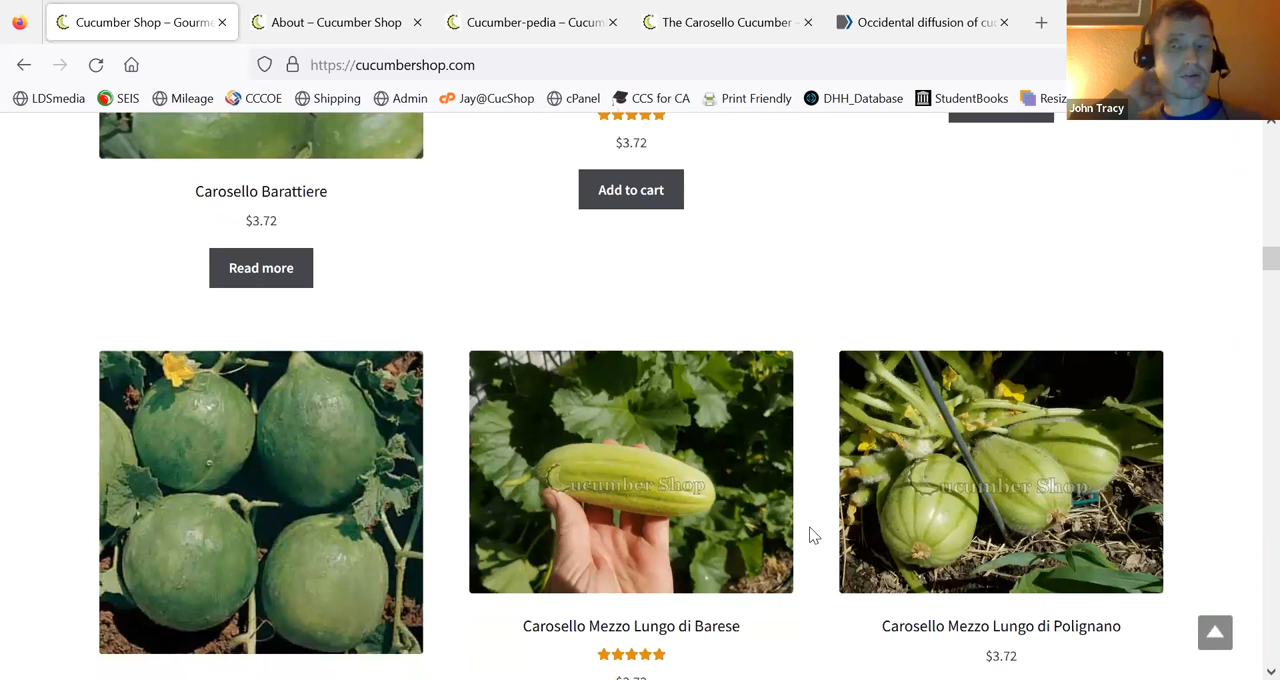 Cucumber Shop – Gourme
About – Cucumber Shop
Cucumber-pedia – Cucum
The Carosello Cucumber –
Occidental diffusion of cuc
https://cucumbershop.com
LDSmedia
SEIS
Mileage
CCCOE
Shipping
Admin
Jay@CucShop
cPanel
CCS for CA
Print Friendly
DHH_Database
StudentBooks
Resiz
John Tracy
$3.72
Add to cart
Carosello Barattiere
$3.72
Read more
Cucumber Shop
Cucumber Shop
Carosello Mezzo Lungo di Barese
Carosello Mezzo Lungo di Polignano
$3.72